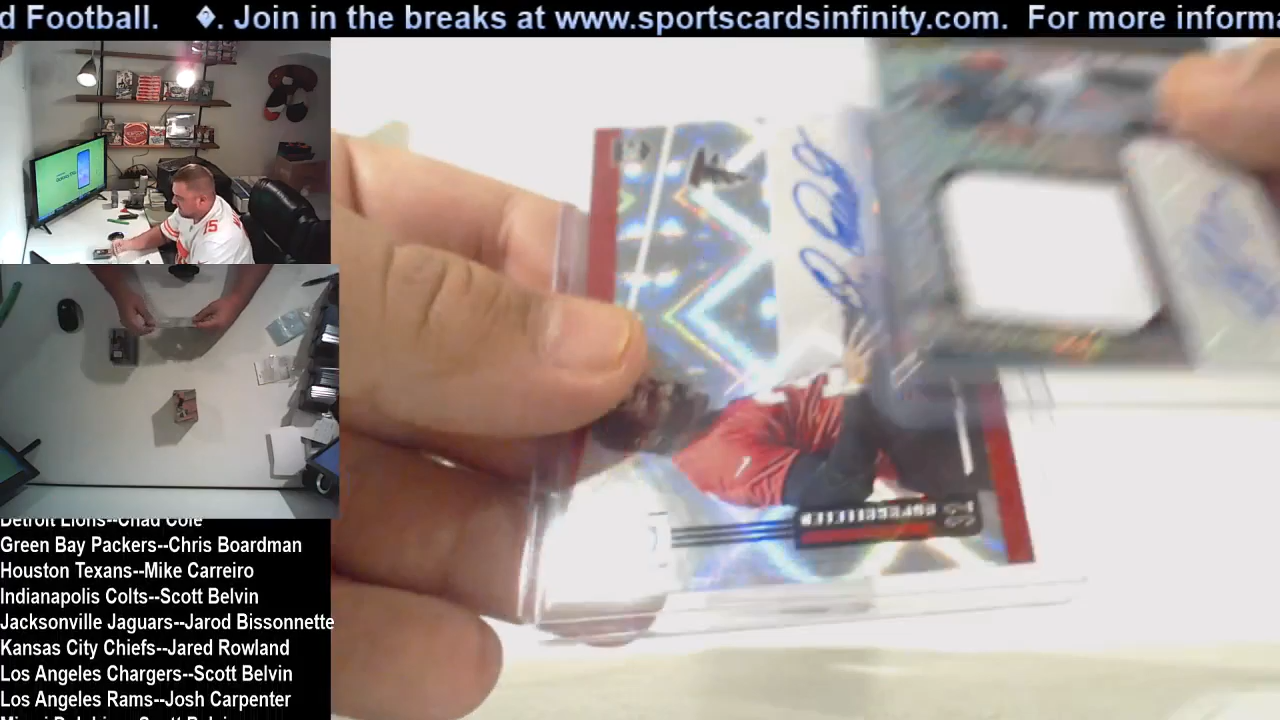 d Football. �. Join in the breaks at www.sportscardsinfinity.com. For more informa
15
Detroit Lions--Chad Cole
Green Bay Packers--Chris Boardman
Houston Texans--Mike Carreiro
Indianapolis Colts--Scott Belvin
Jacksonville Jaguars--Jarod Bissonnette
Kansas City Chiefs--Jared Rowland
Los Angeles Chargers--Scott Belvin
Los Angeles Rams--Josh Carpenter